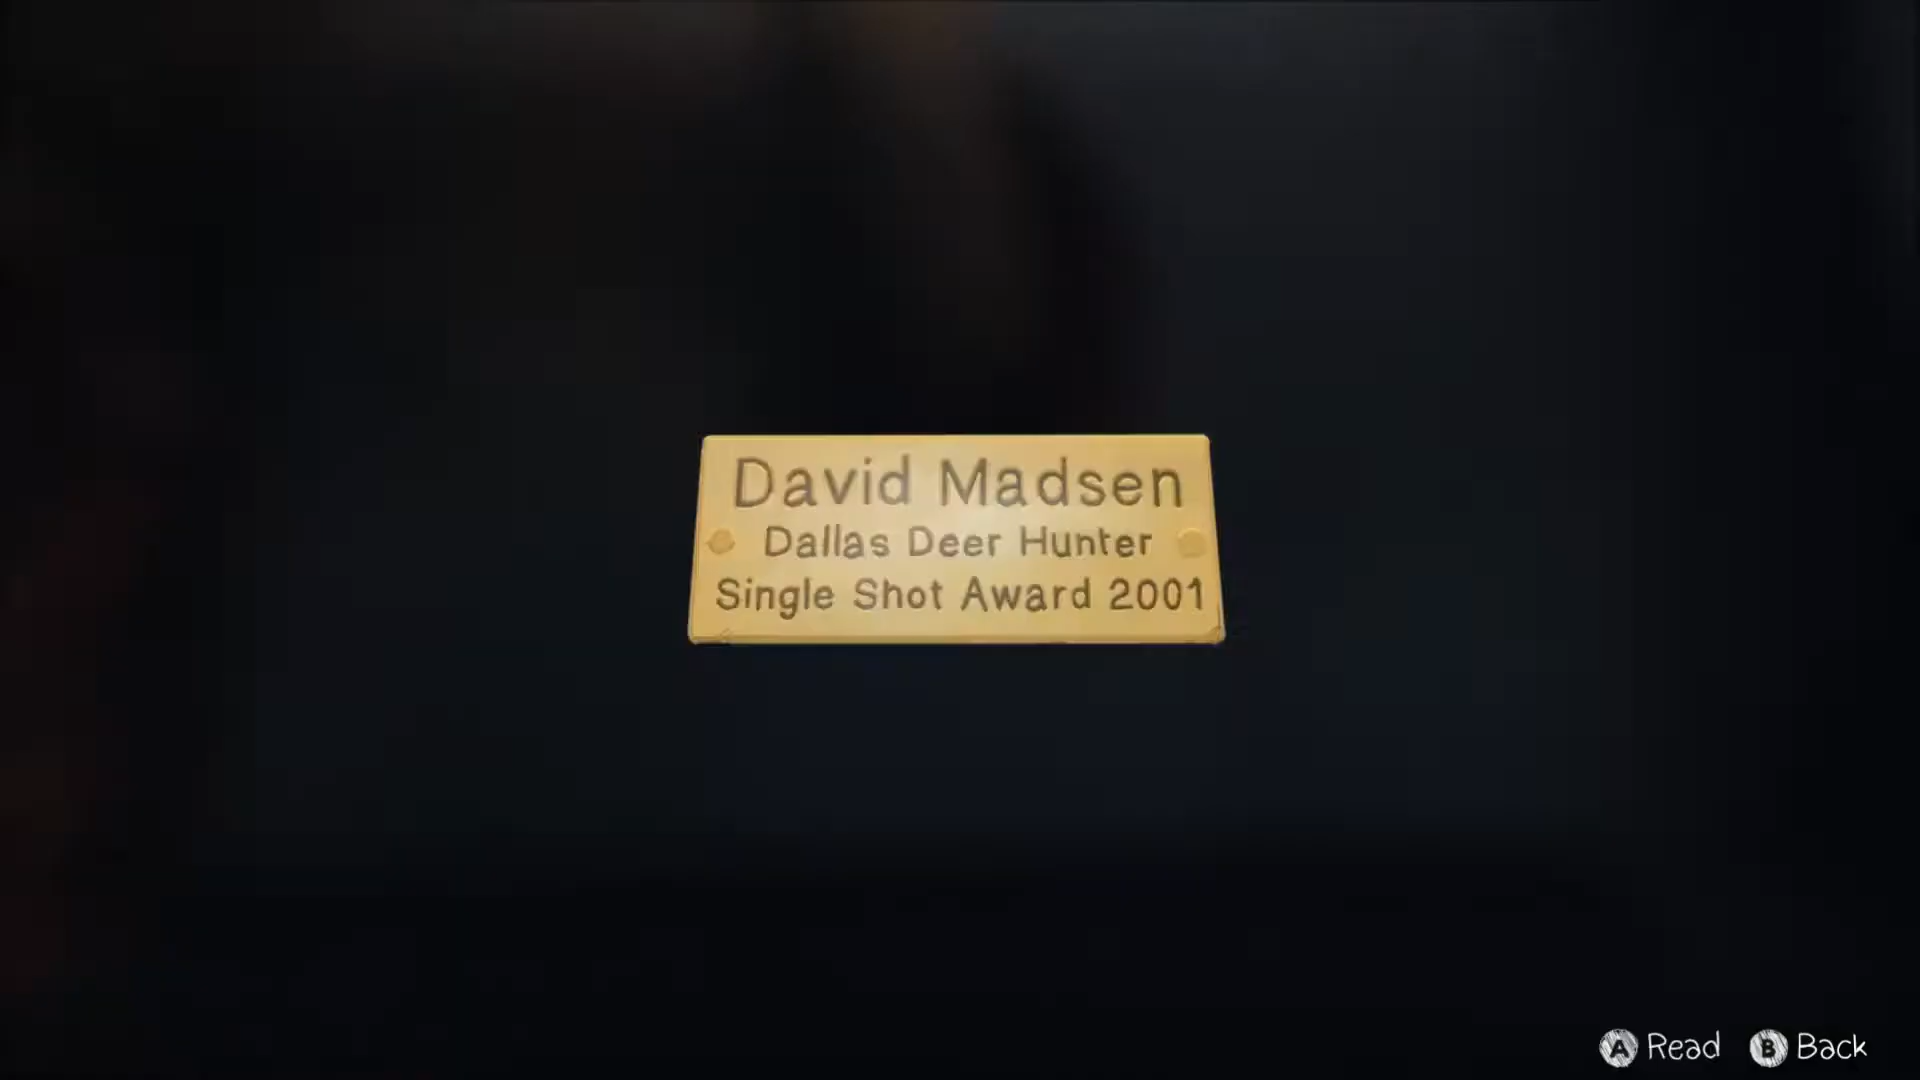 David Madsen
Dallas Deer Hunter
Single Shot Award 2001
A Read B Back